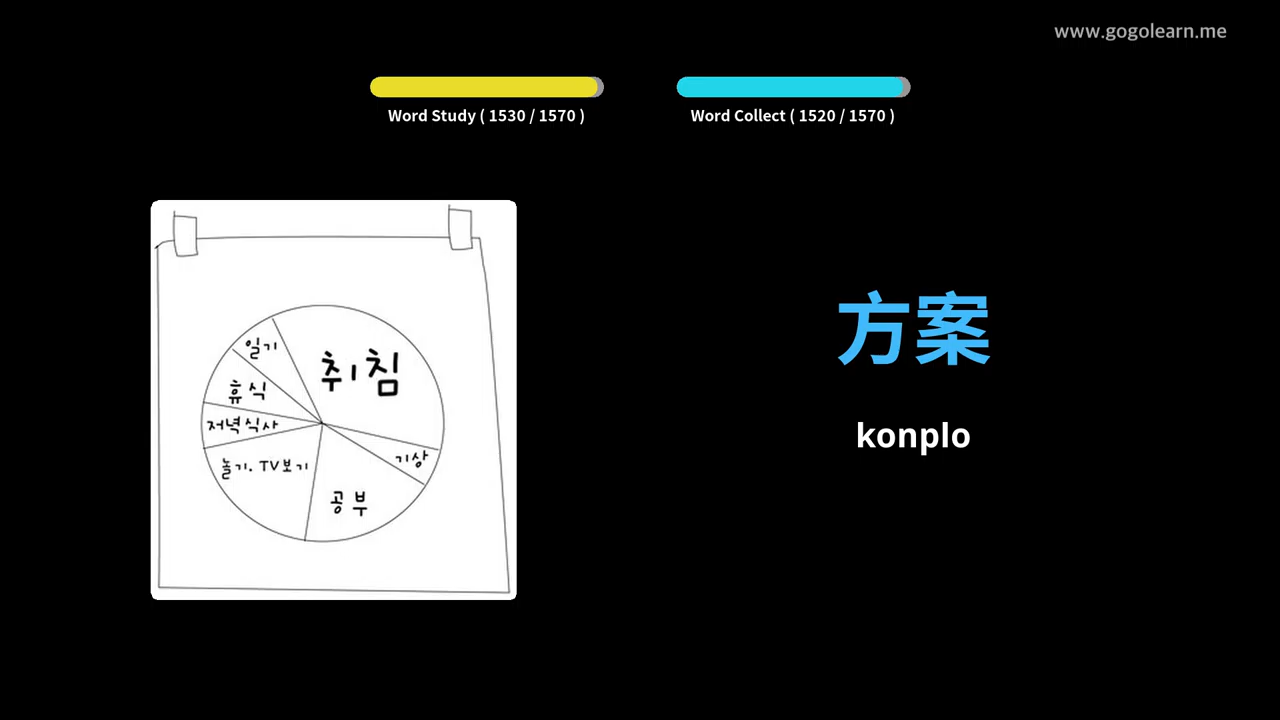 www.gogolearn.me
Word Study ( 1530 / 1570 )
Word Collect ( 1520 / 1570 )
일기
취침
휴식
저녁식사
놀기. TV보기
기상
공부
方案
konplo